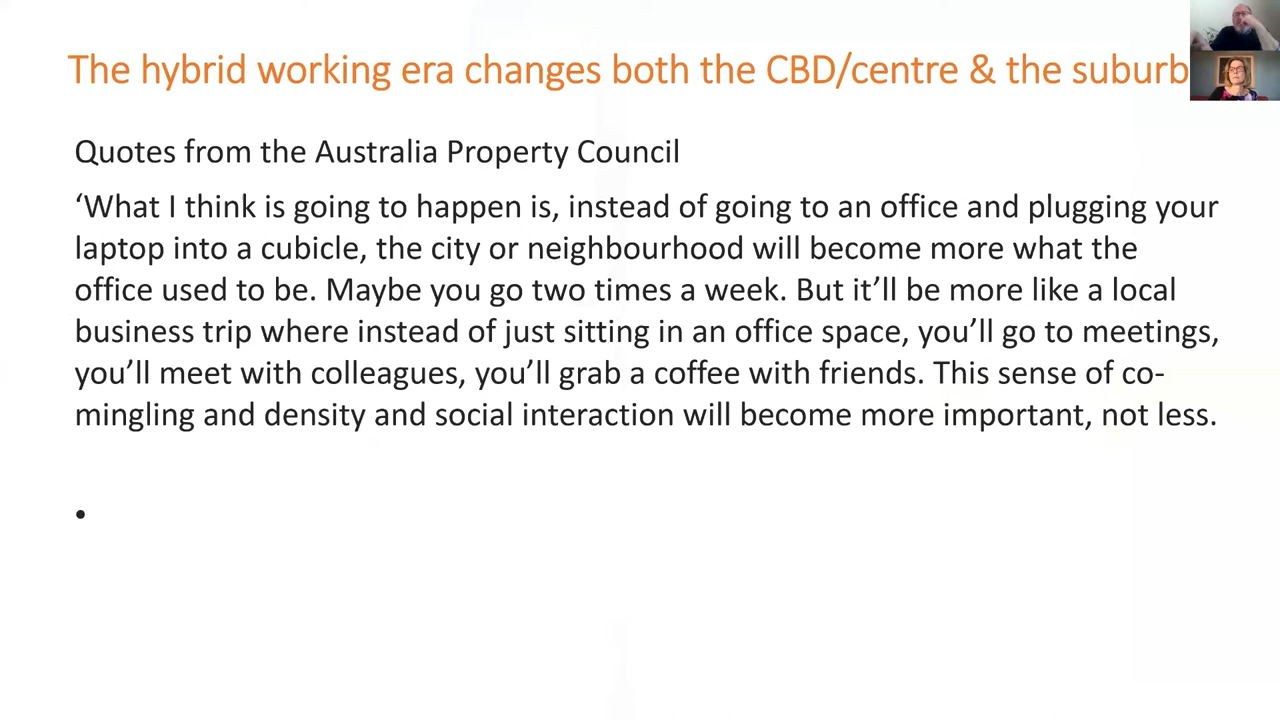 The hybrid working era changes both the CBD/centre & the suburb
Quotes from the Australia Property Council
‘What I think is going to happen is, instead of going to an office and plugging your
laptop into a cubicle, the city or neighbourhood will become more what the
office used to be. Maybe you go two times a week. But it’ll be more like a local
business trip where instead of just sitting in an office space, you’ll go to meetings,
you’ll meet with colleagues, you’ll grab a coffee with friends. This sense of co-
mingling and density and social interaction will become more important, not less.
•